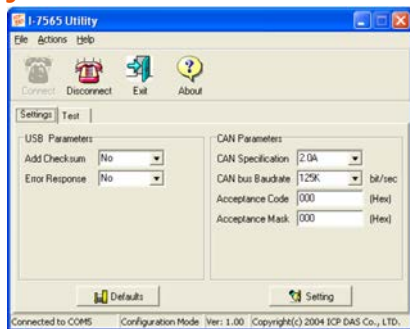 I-7565 Utility
File Actions Help
Connect Disconnect Exit About
Settings Test
USB Parameters
Add Checksum No
Error Response No
CAN Parameters
CAN Specification 2.0A
CAN bus Baudrate 125K bit/sec
Acceptance Code 000 (Hex)
Acceptance Mask 000 (Hex)
Defaults
Setting
Connected to COM5 Configuration Mode Ver: 1.00 Copyright(c) 2004 ICP DAS Co., LTD.